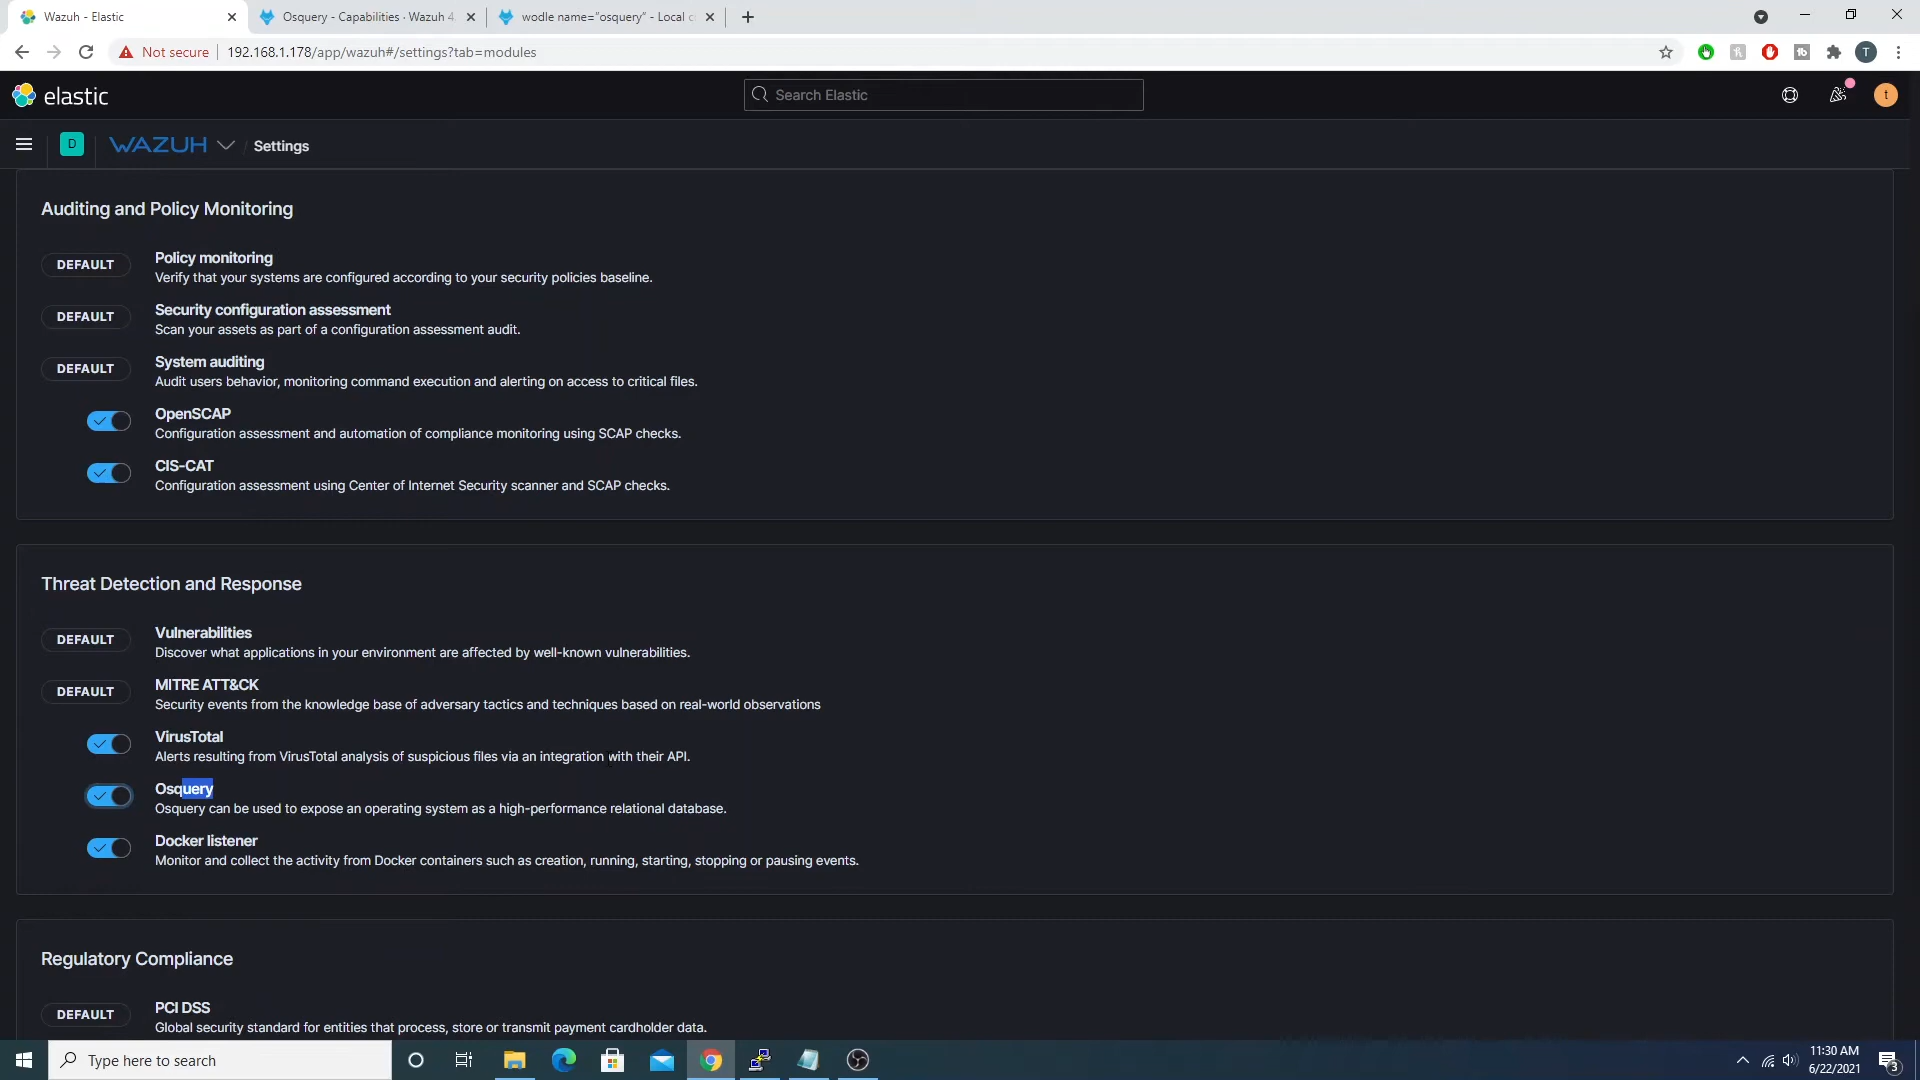 Wazuh - Elastic
Osquery - Capabilities · Wazuh 4.
wodle name="osquery" - Local c
Not secure
192.168.1.178/app/wazuh#/settings?tab=modules
T
elastic
Search Elastic
t
D
WAZUH
/
Settings
Auditing and Policy Monitoring
DEFAULT
Policy monitoring
Verify that your systems are configured according to your security policies baseline.
DEFAULT
Security configuration assessment
Scan your assets as part of a configuration assessment audit.
DEFAULT
System auditing
Audit users behavior, monitoring command execution and alerting on access to critical files.
OpenSCAP
Configuration assessment and automation of compliance monitoring using SCAP checks.
CIS-CAT
Configuration assessment using Center of Internet Security scanner and SCAP checks.
Threat Detection and Response
DEFAULT
Vulnerabilities
Discover what applications in your environment are affected by well-known vulnerabilities.
DEFAULT
MITRE ATT&CK
Security events from the knowledge base of adversary tactics and techniques based on real-world observations
VirusTotal
Alerts resulting from VirusTotal analysis of suspicious files via an integration with their API.
Osquery
Osquery can be used to expose an operating system as a high-performance relational database.
Docker listener
Monitor and collect the activity from Docker containers such as creation, running, starting, stopping or pausing events.
Regulatory Compliance
DEFAULT
PCI DSS
Global security standard for entities that process, store or transmit payment cardholder data.
Type here to search
11:30 AM
6/22/2021
3